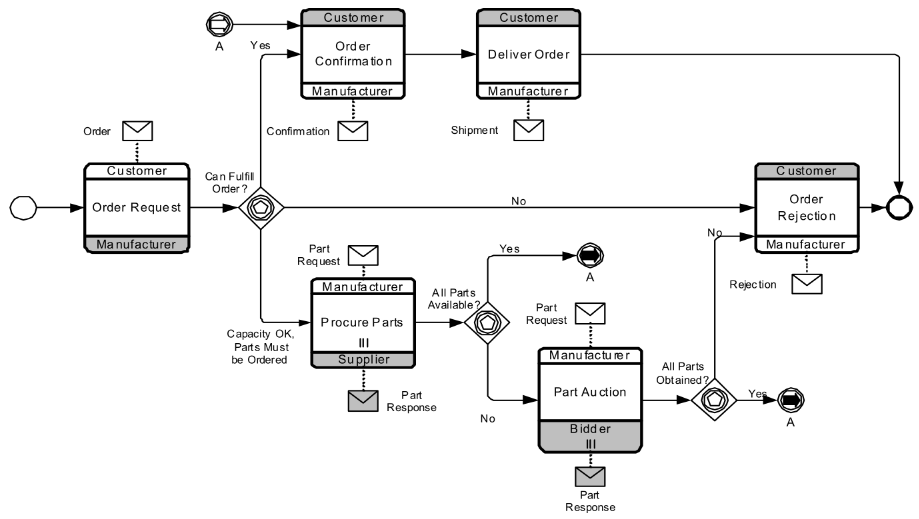 Customer
A
Yes
Order
Confirmation
Manufacturer
Confirmation
Customer
Deliver Order
Manufacturer
Shipment
Order
Customer
Order Request
Manufacturer
Can Fulfill
Order?
No
Customer
Order
Rejection
Manufacturer
Rejection
Part
Request
Manufacturer
Procure Parts
Supplier
Part
Response
Capacity OK,
Parts Must
be Ordered
All Parts
Available?
Yes
A
No
Part
Request
Manufacturer
Part Auction
Bidder
Part
Response
All Parts
Obtained?
No
Yes
A